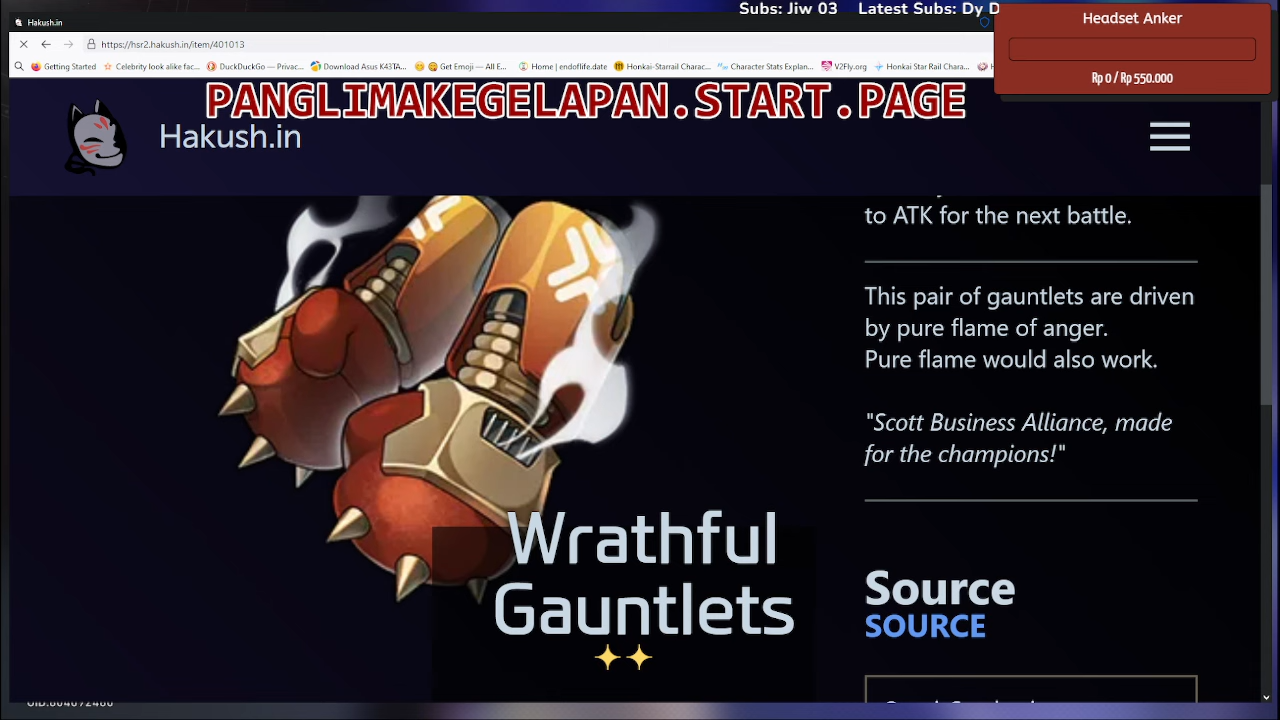 Subs: Jiw 03 Latest Subs: Dy D
Hakush.in
Headset Anker
Rp 0 / Rp 550.000
https://hsr2.hakush.in/item/401013
Getting Started Celebrity look alike fac... DuckDuckGo — Privac... Download Asus K43TA... Get Emoji — All E... Home | endoflife.date Honkai-Starrail Charac... Character Stats Explan... V2Fly.org Honkai Star Rail Chara... Honk
PANGLIMAKEGELAPAN.START.PAGE
Hakush.in
to ATK for the next battle.
This pair of gauntlets are driven
by pure flame of anger.
Pure flame would also work.
"Scott Business Alliance, made
for the champions!"
Wrathful
Gauntlets
Source
SOURCE